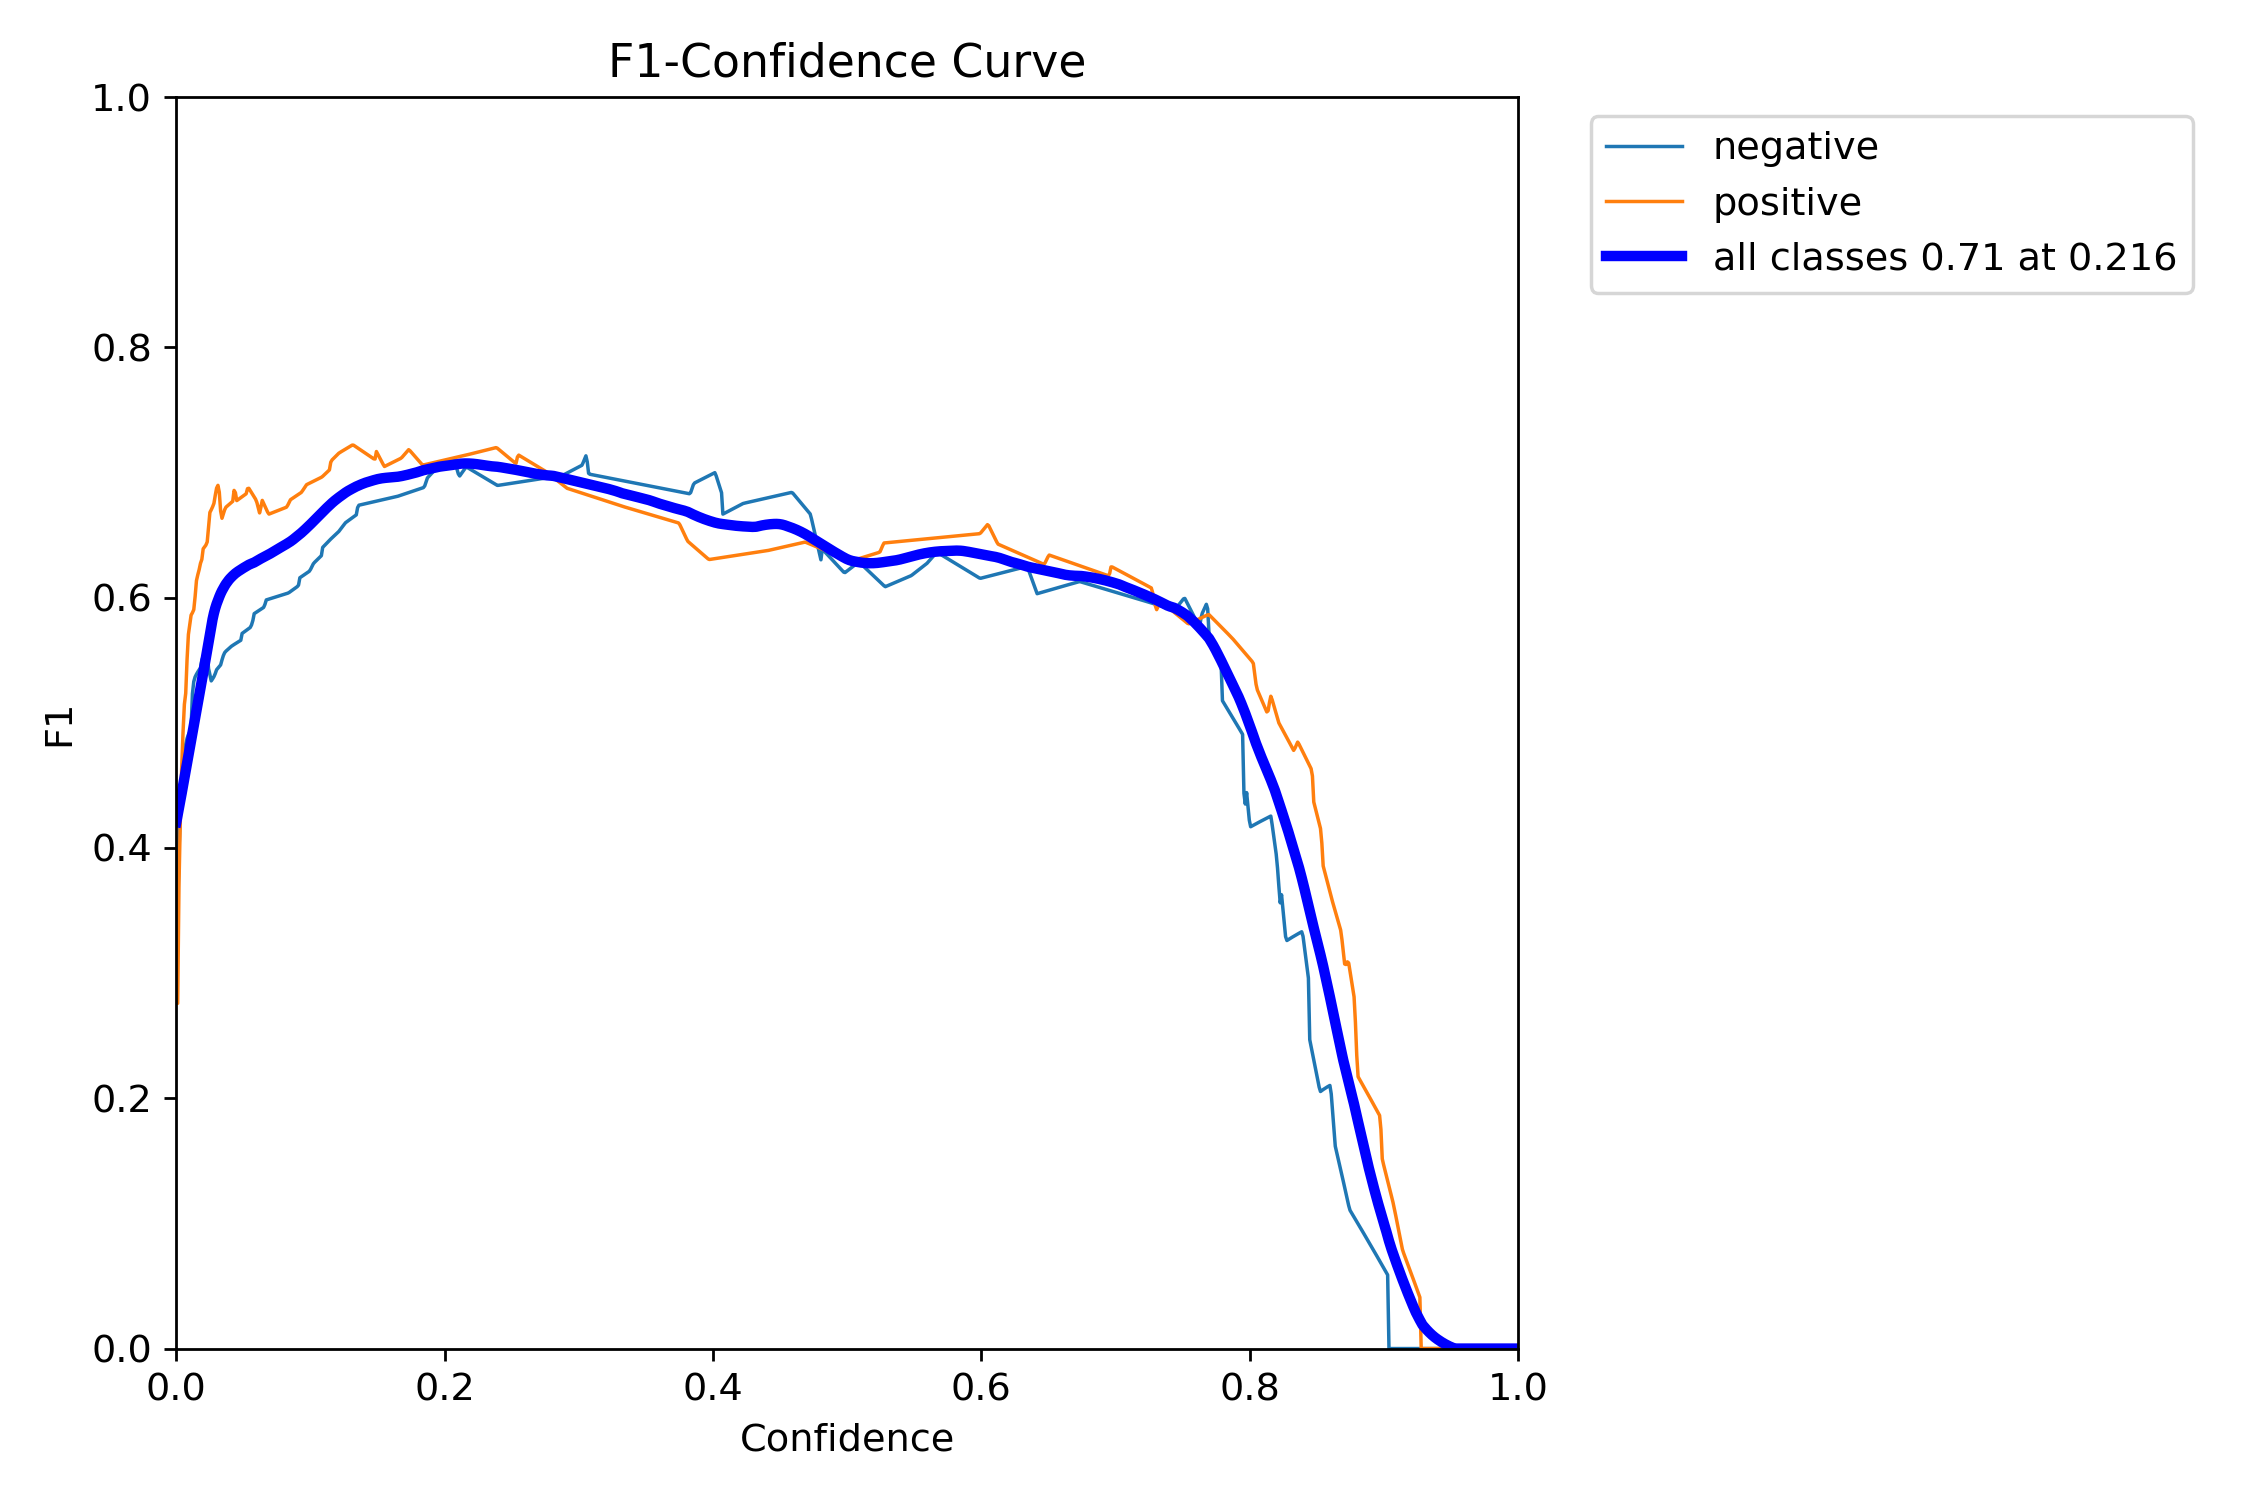 F1-Confidence Curve
1.0
0.8
0.6
0.4
0.2
0.0
F1
0.0 0.2 0.4 0.6 0.8 1.0
Confidence
negative
positive
all classes 0.71 at 0.216